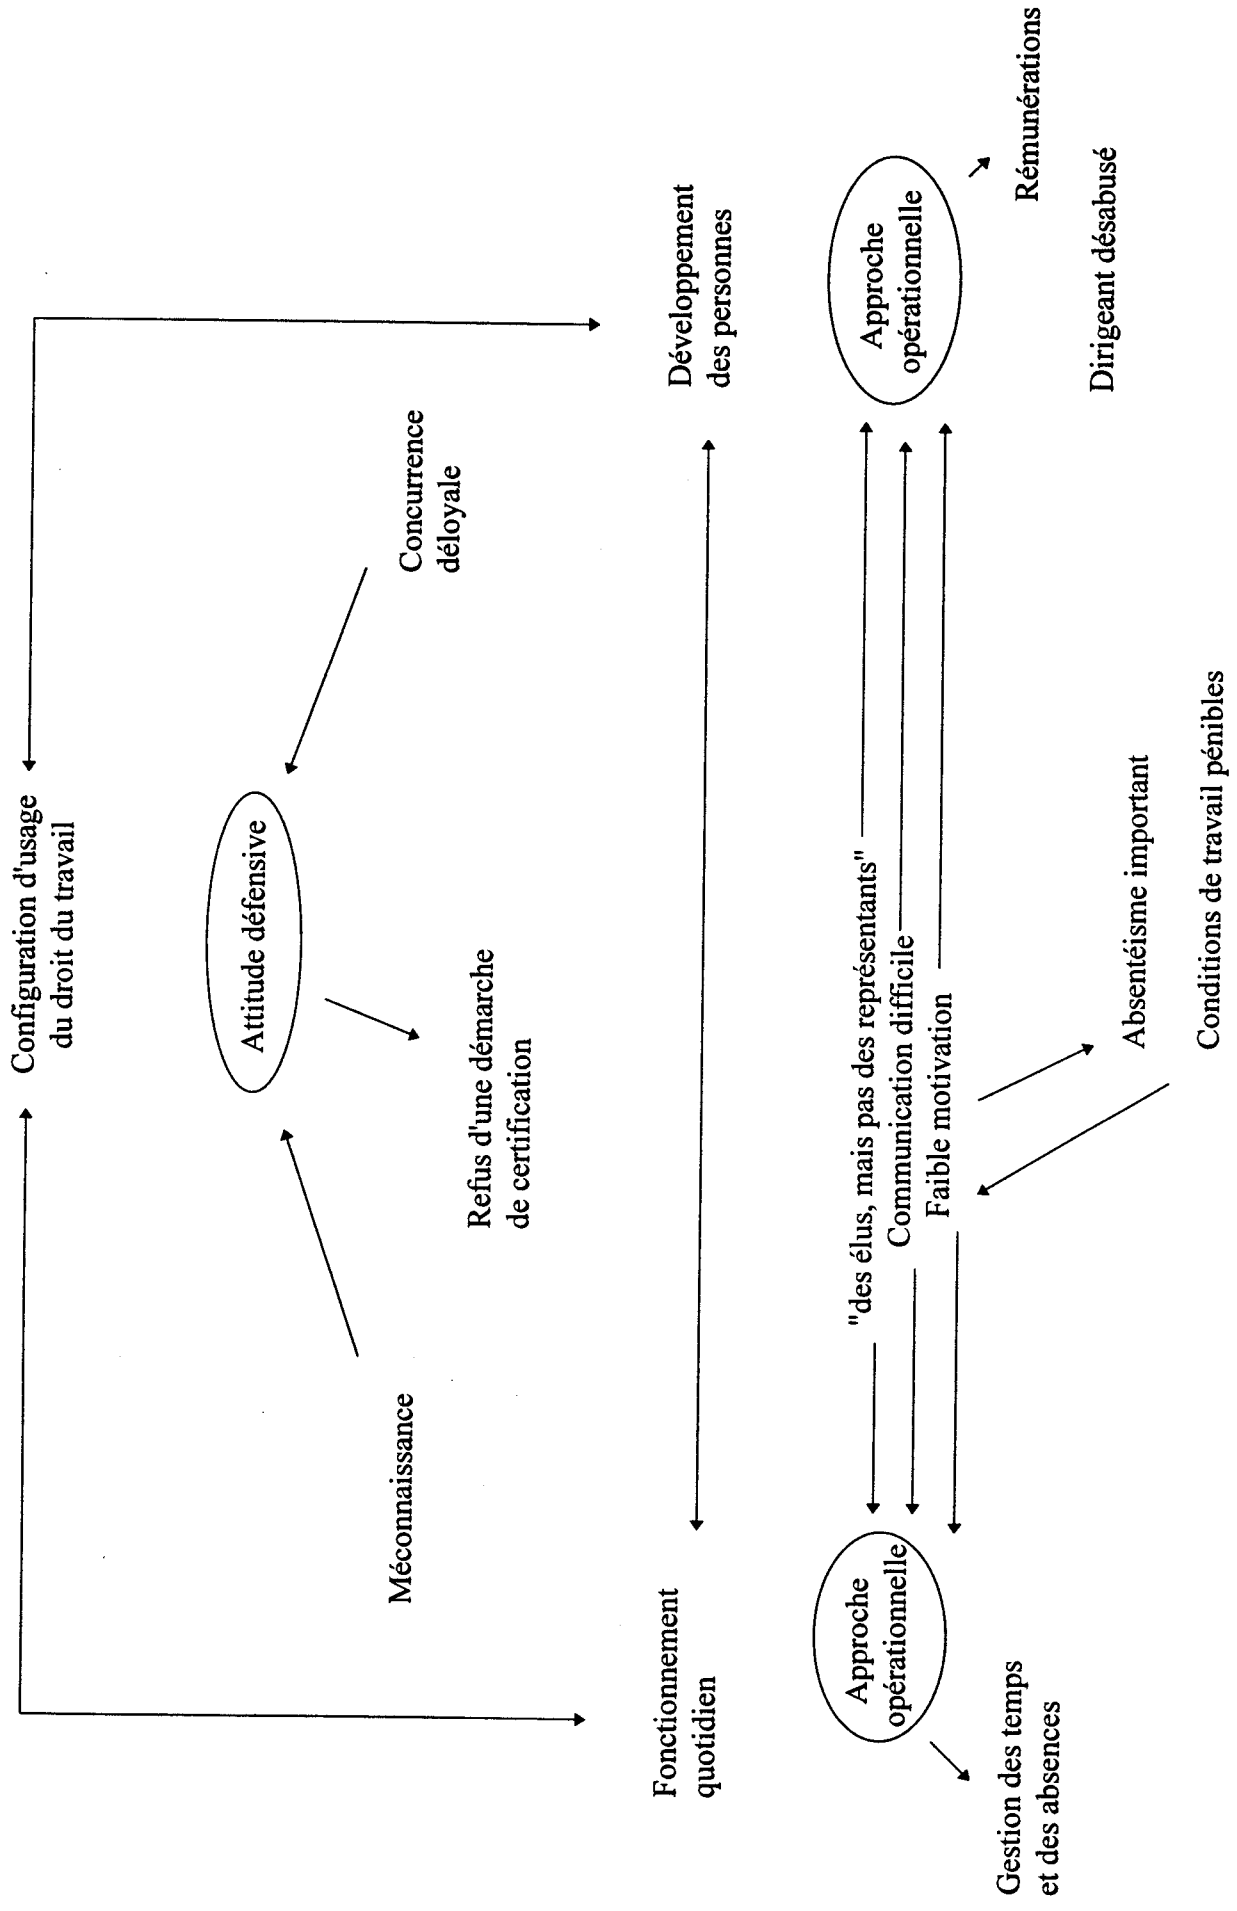 Configuration d'usage
du droit du travail
Attitude défensive
Méconnaissance
Concurrence
déloyale
Refus d'une démarche
de certification
Fonctionnement
quotidien
Développement
des personnes
Approche
opérationnelle
"des élus, mais pas des représentants"
Communication difficile
Faible motivation
Approche
opérationnelle
Gestion des temps
et des absences
Absentéisme important
Conditions de travail pénibles
Rémunérations
Dirigeant désabusé